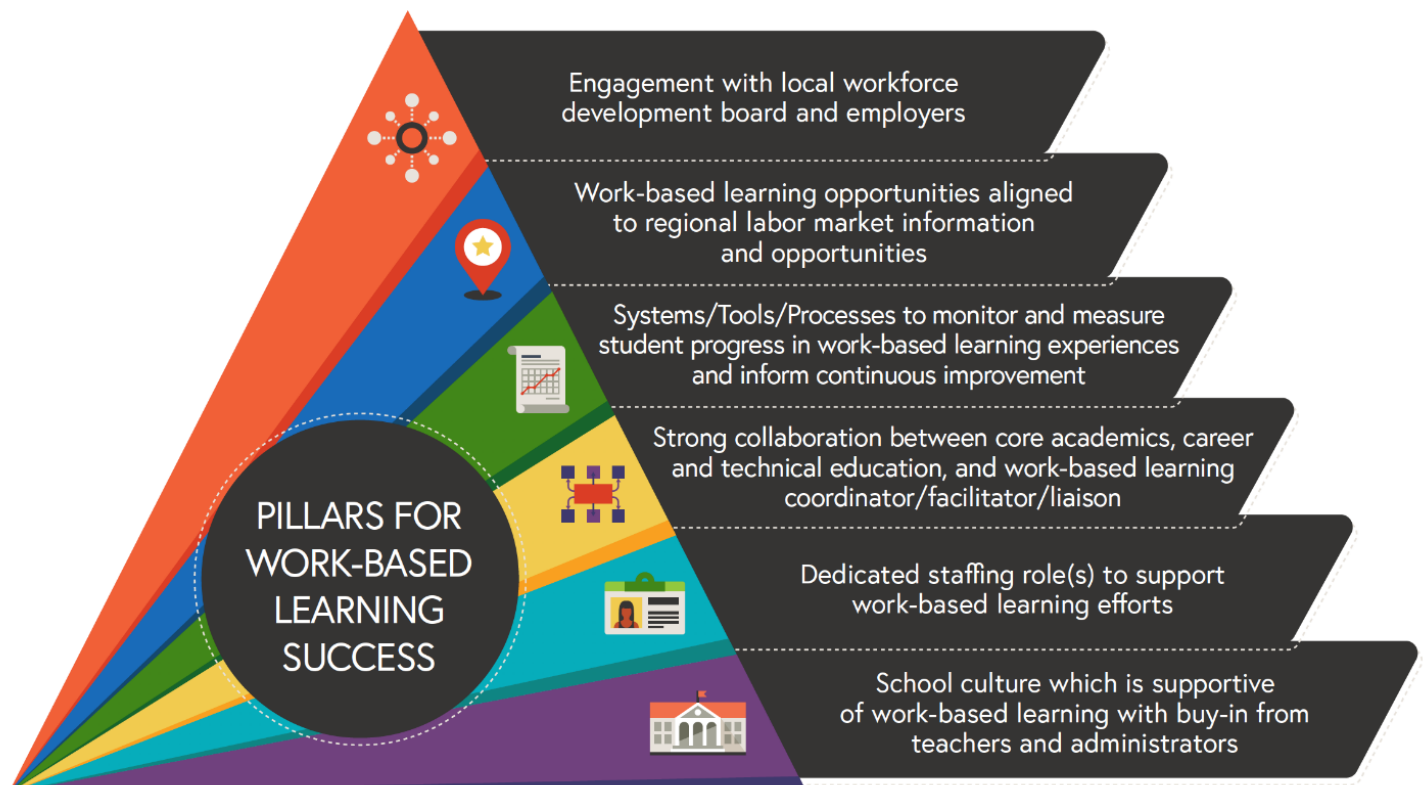 Engagement with local workforce
development board and employers
Work-based learning opportunities aligned
to regional labor market information
and opportunities
Systems/Tools/Processes to monitor and measure
student progress in work-based learning experiences
and inform continuous improvement
Strong collaboration between core academics, career
and technical education, and work-based learning
coordinator/facilitator/liaison
Dedicated staffing role(s) to support
work-based learning efforts
School culture which is supportive
of work-based learning with buy-in from
teachers and administrators
PILLARS FOR
WORK-BASED
LEARNING
SUCCESS